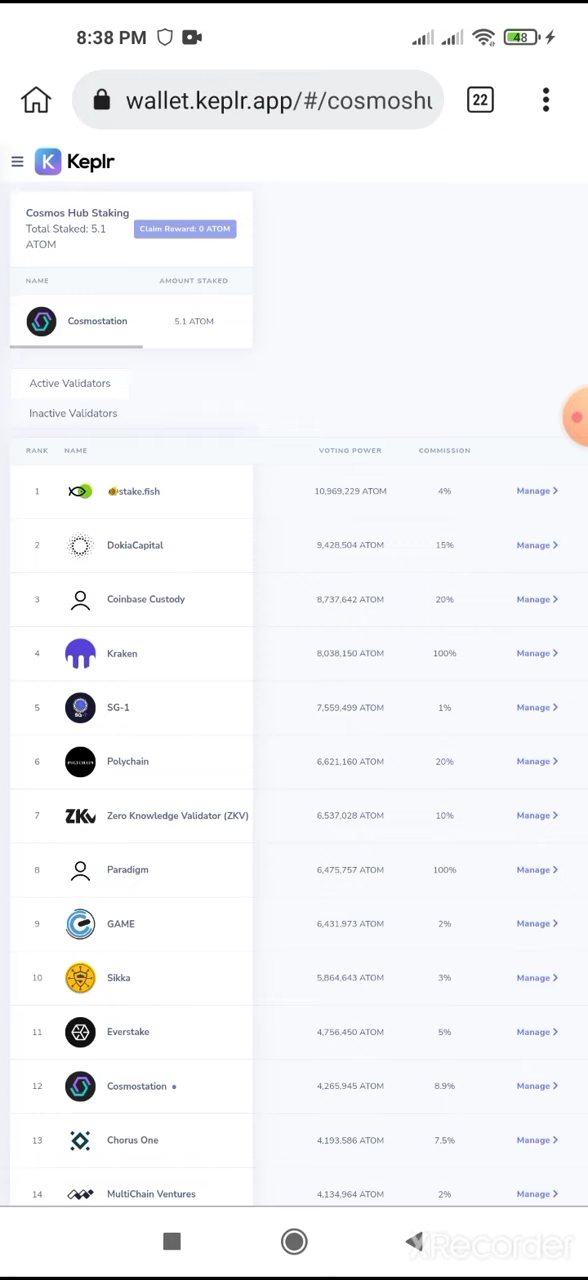 8:38 PM
48
wallet.keplr.app/#/cosmoshu
22
K Keplr
Cosmos Hub Staking
Total Staked: 5.1 ATOM
Claim Reward: 0 ATOM
NAME AMOUNT STAKED
Cosmostation 5.1 ATOM
Active Validators
Inactive Validators
RANK NAME VOTING POWER COMMISSION
1 stake.fish 10,969,229 ATOM 4% Manage
2 DokiaCapital 9,428,504 ATOM 15% Manage
3 Coinbase Custody 8,737,642 ATOM 20% Manage
4 Kraken 8,038,150 ATOM 100% Manage
5 SG-1 SG-1 7,559,499 ATOM 1% Manage
6 POLYCHAIN Polychain 6,621,160 ATOM 20% Manage
7 ZKV Zero Knowledge Validator (ZKV) 6,537,028 ATOM 10% Manage
8 Paradigm 6,475,757 ATOM 100% Manage
9 GAME 6,431,973 ATOM 2% Manage
10 Sikka 5,864,643 ATOM 3% Manage
11 Everstake 4,756,450 ATOM 5% Manage
12 Cosmostation 4,265,945 ATOM 8.9% Manage
13 Chorus One 4,193,586 ATOM 7.5% Manage
14 MultiChain Ventures 4,134,964 ATOM 2% Manage
XRecorder